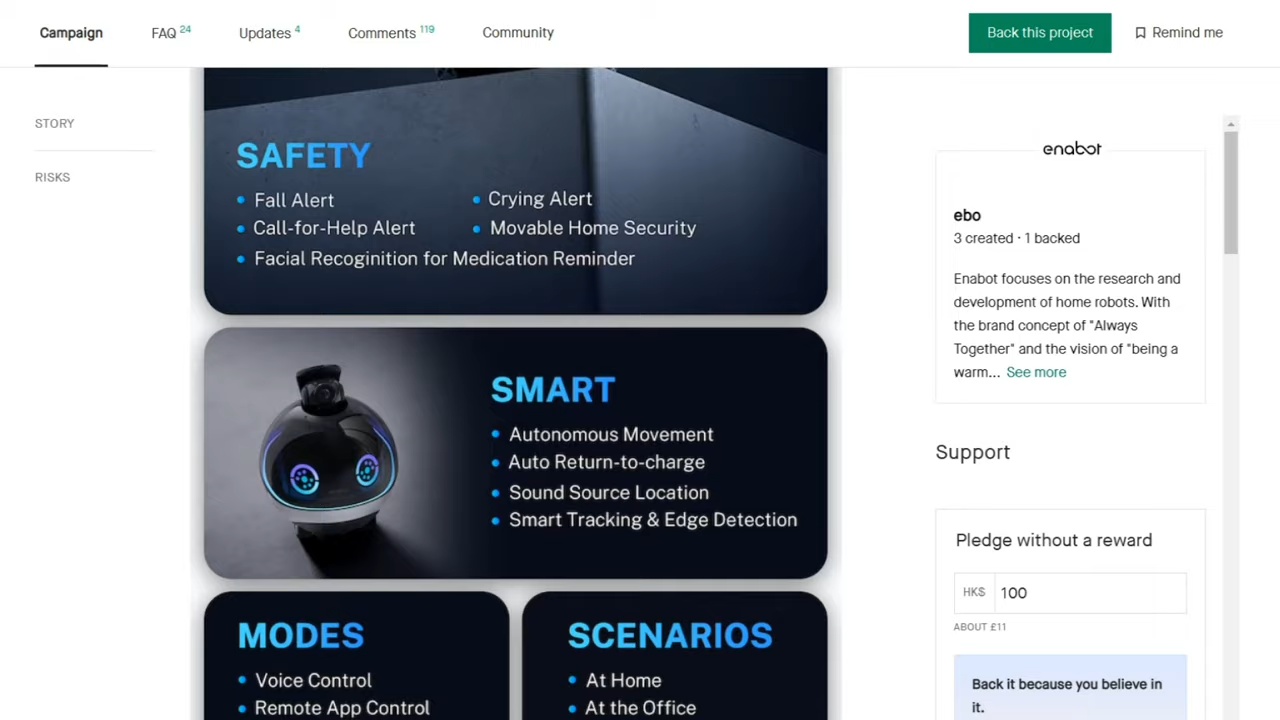 Campaign FAQ 24 Updates 4 Comments 119 Community Back this project Remind me
STORY
RISKS
SAFETY
Fall Alert
Crying Alert
Call-for-Help Alert
Movable Home Security
Facial Recoginition for Medication Reminder
SMART
Autonomous Movement
Auto Return-to-charge
Sound Source Location
Smart Tracking & Edge Detection
MODES
Voice Control
Remote App Control
SCENARIOS
At Home
At the Office
enabot
ebo
3 created · 1 backed
Enabot focuses on the research and
development of home robots. With
the brand concept of "Always
Together" and the vision of "being a
warm... See more
Support
Pledge without a reward
HK$ 100
ABOUT £11
Back it because you believe in
it.